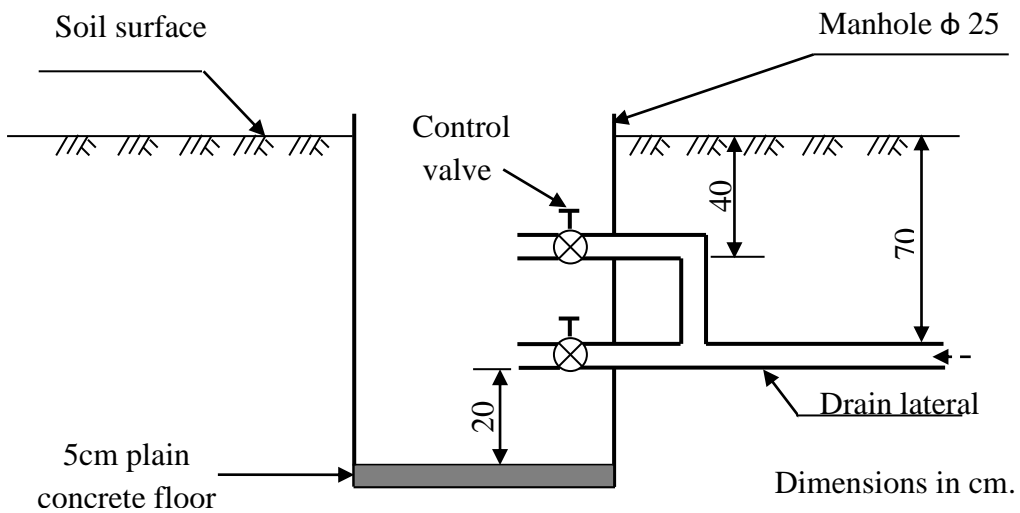 Soil surface
Manhole ф 25
Control
valve
40
70
20
Drain lateral
5cm plain
concrete floor
Dimensions in cm.